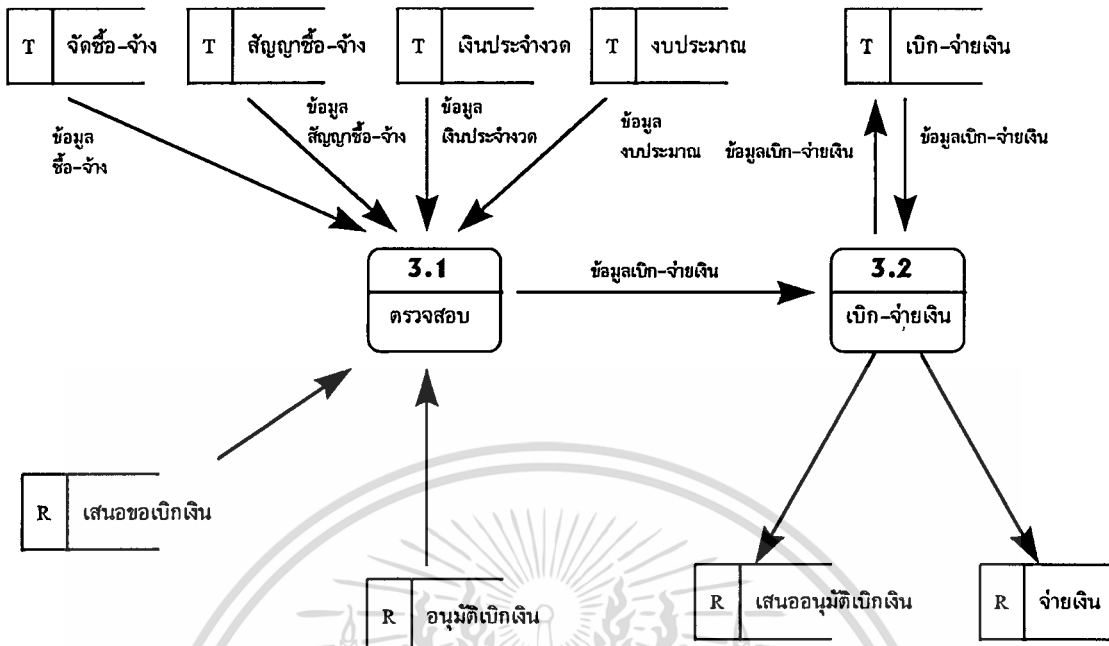 T จัดซื้อ-จ้าง
T สัญญาซื้อ-จ้าง
T เงินประจำงวด
T งบประมาณ
T เบิก-จ่ายเงิน
ข้อมูล
ซื้อ-จ้าง
ข้อมูล
สัญญาซื้อ-จ้าง
ข้อมูล
เงินประจำงวด
ข้อมูล
งบประมาณ
ข้อมูลเบิก-จ่ายเงิน
ข้อมูลเบิก-จ่ายเงิน
3.1
ตรวจสอบ
ข้อมูลเบิก-จ่ายเงิน
3.2
เบิก-จ่ายเงิน
R เสนอขอเบิกเงิน
R อนุมัติเบิกเงิน
R เสนออนุมัติเบิกเงิน
R จ่ายเงิน